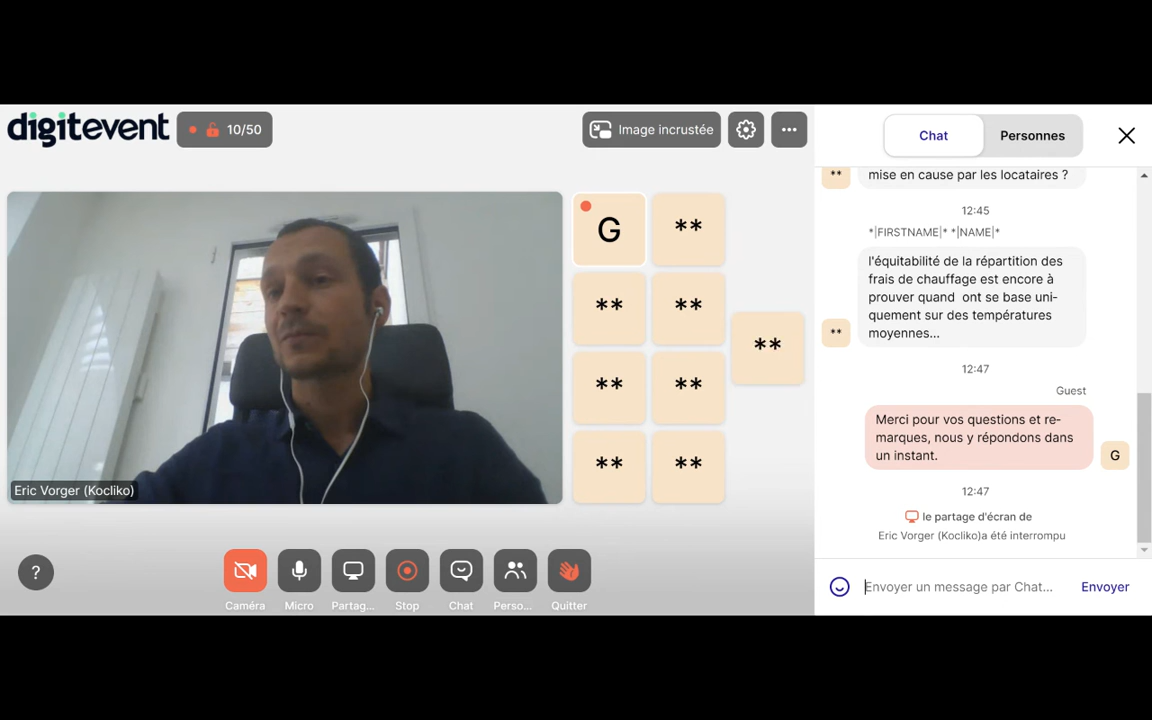 digitevent
10/50
Image incrustée
Chat
Personnes
**
mise en cause par les locataires ?
12:45
*|FIRSTNAME|* *|NAME|*
l'équitabilité de la répartition des
frais de chauffage est encore à
prouver quand  ont se base uni-
quement sur des températures
moyennes...
**
12:47
Guest
Merci pour vos questions et re-
marques, nous y répondons dans
un instant.
G
12:47
le partage d'écran de
Eric Vorger (Kocliko)a été interrompu
Envoyer un message par Chat...
Envoyer
G
**
**
**
**
**
**
**
**
Eric Vorger (Kocliko)
?
Caméra
Micro
Partag...
Stop
Chat
Perso...
Quitter